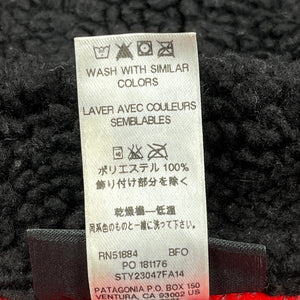 WASH WITH SIMILAR
COLORS
LAVER AVEC COULEURS
SEMBLABLES
ポリエステル 100%
飾り付け部分を除く
乾燥機一低温
同系色のものと一緒に洗って下さい
RN51884 BFO
PO 181176
STY23047FA14
PATAGONIA P.O. BOX 150
VENTURA, CA 93002 US